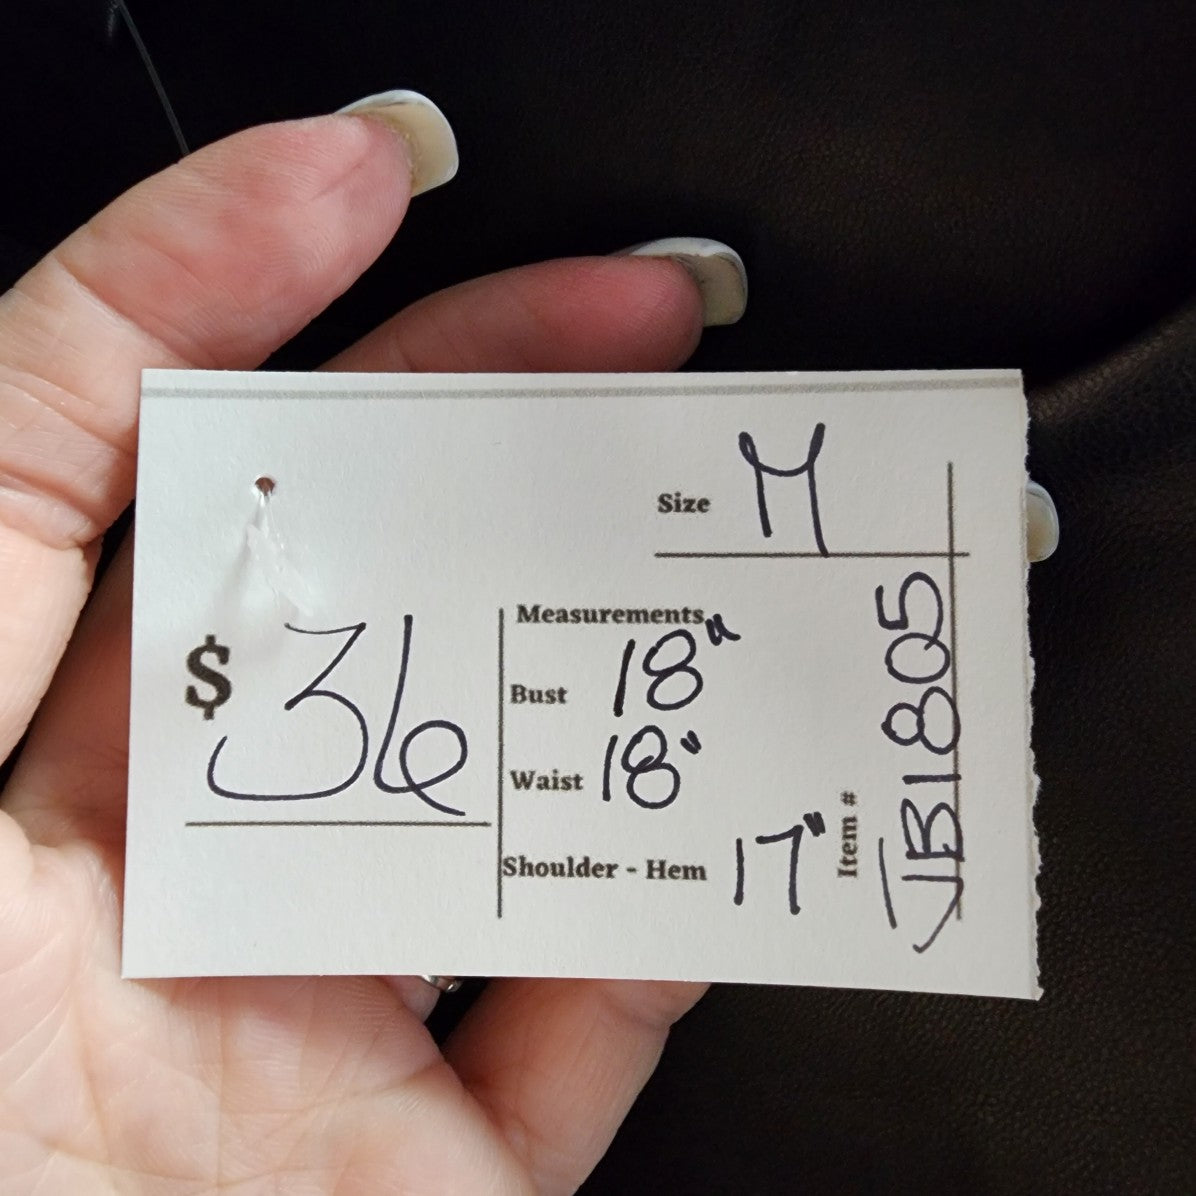 Size M
$ 36
Measurements
Bust 18"
Waist 18"
Shoulder - Hem 17"
Item # JB1805